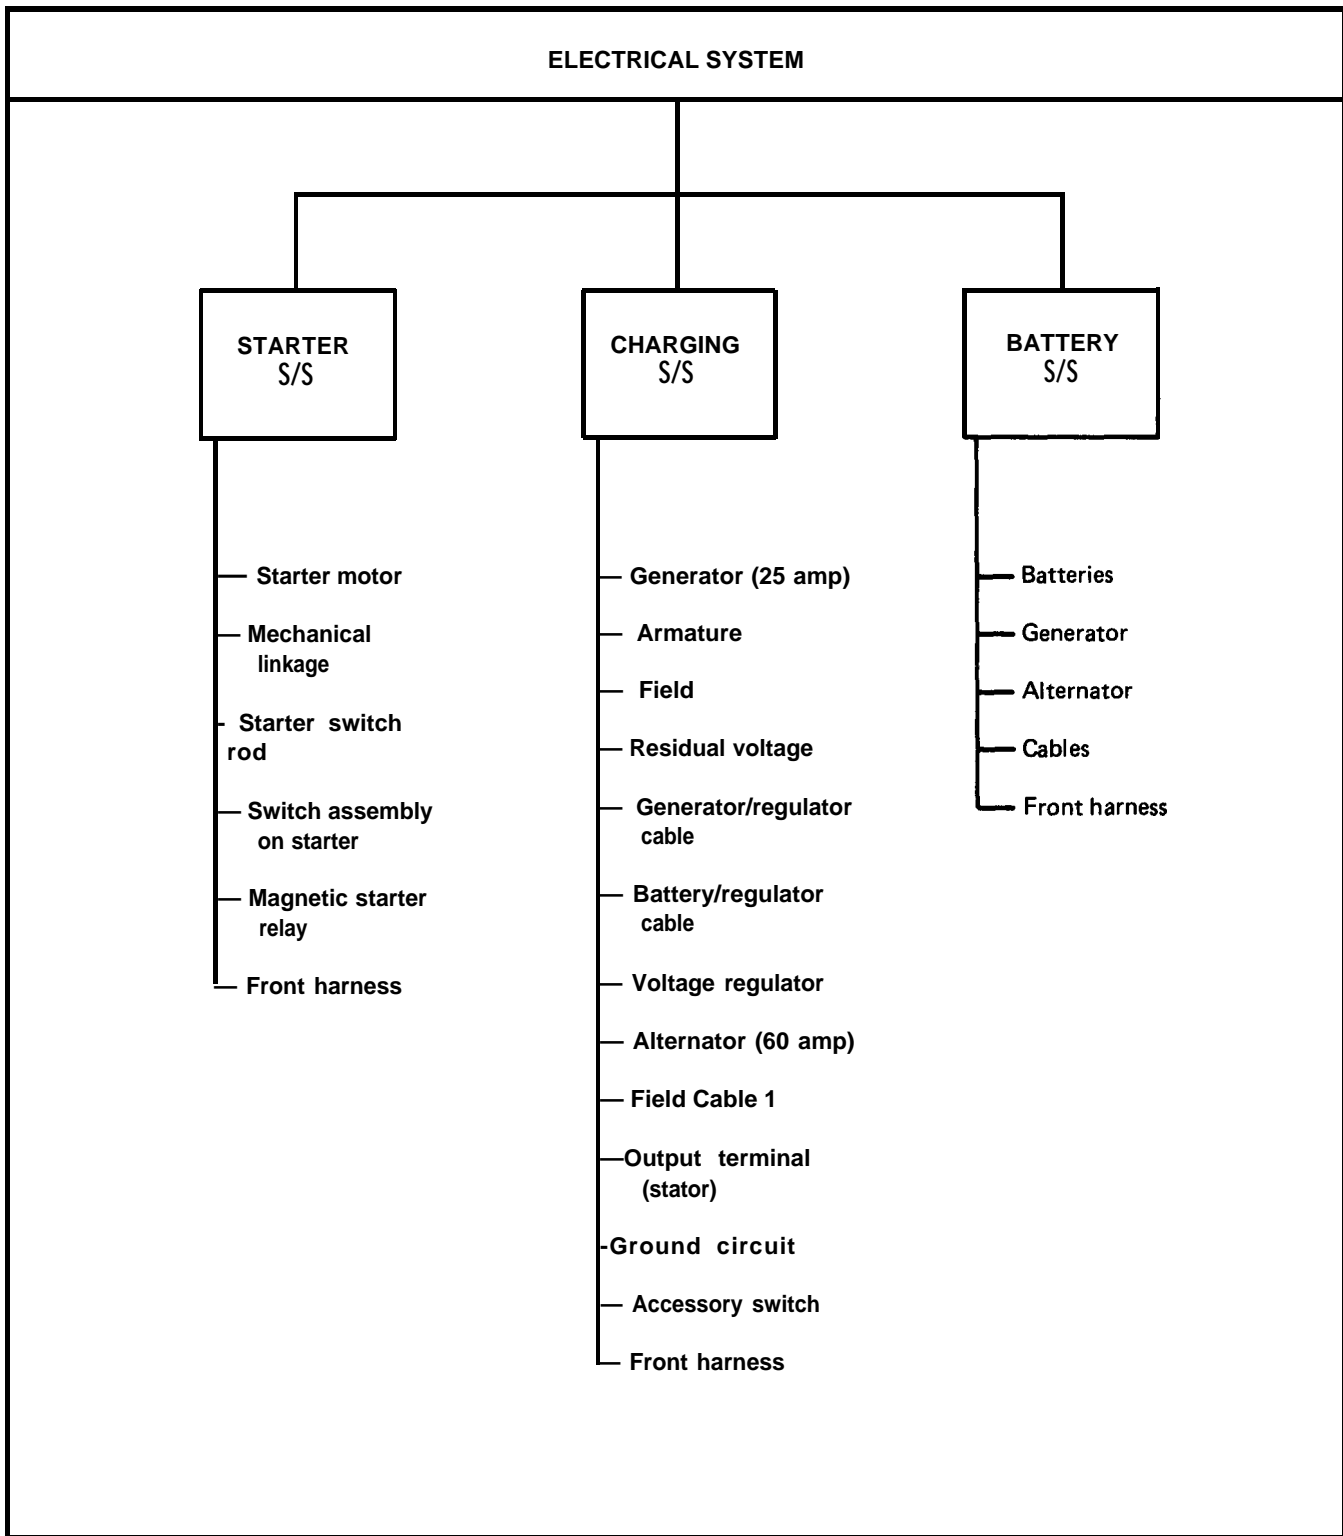 ELECTRICAL SYSTEM
STARTER
S/S
Starter motor
Mechanical
linkage
Starter switch
rod
Switch assembly
on starter
Magnetic starter
relay
Front harness
CHARGING
S/S
Generator (25 amp)
Armature
Field
Residual voltage
Generator/regulator
cable
Battery/regulator
cable
Voltage regulator
Alternator (60 amp)
Field Cable 1
Output terminal
(stator)
Ground circuit
Accessory switch
Front harness
BATTERY
S/S
Batteries
Generator
Alternator
Cables
Front harness